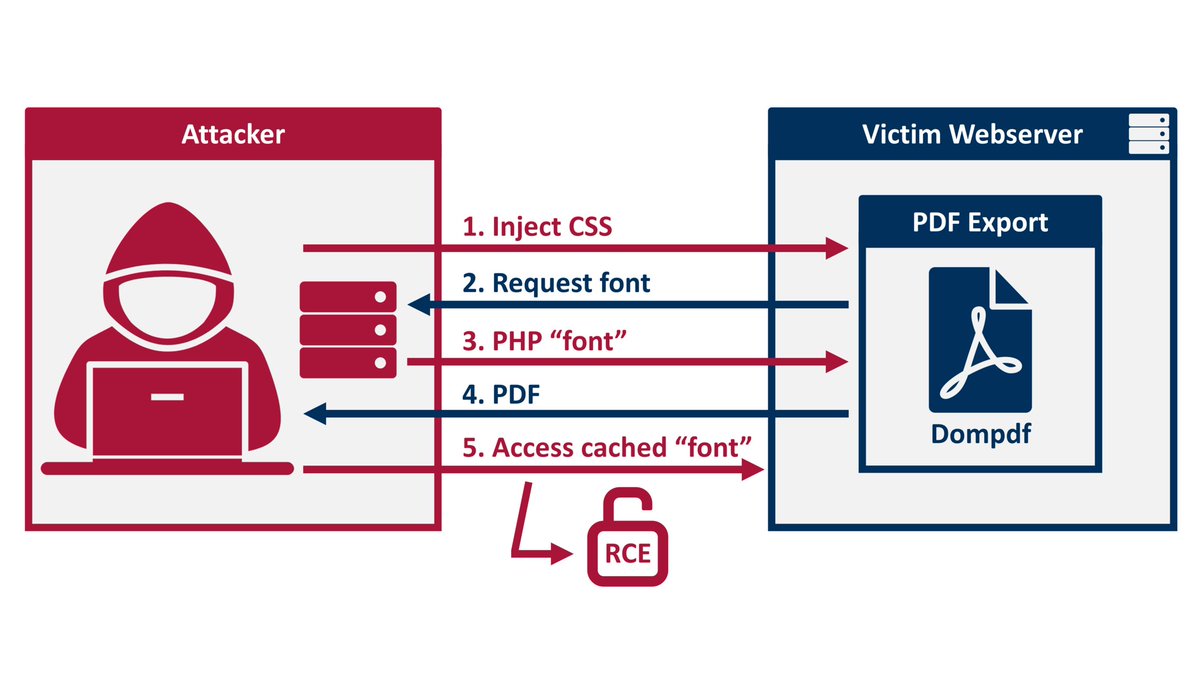 Attacker
Victim Webserver
PDF Export
1. Inject CSS
2. Request font
3. PHP “font”
4. PDF
Dompdf
5. Access cached “font”
RCE